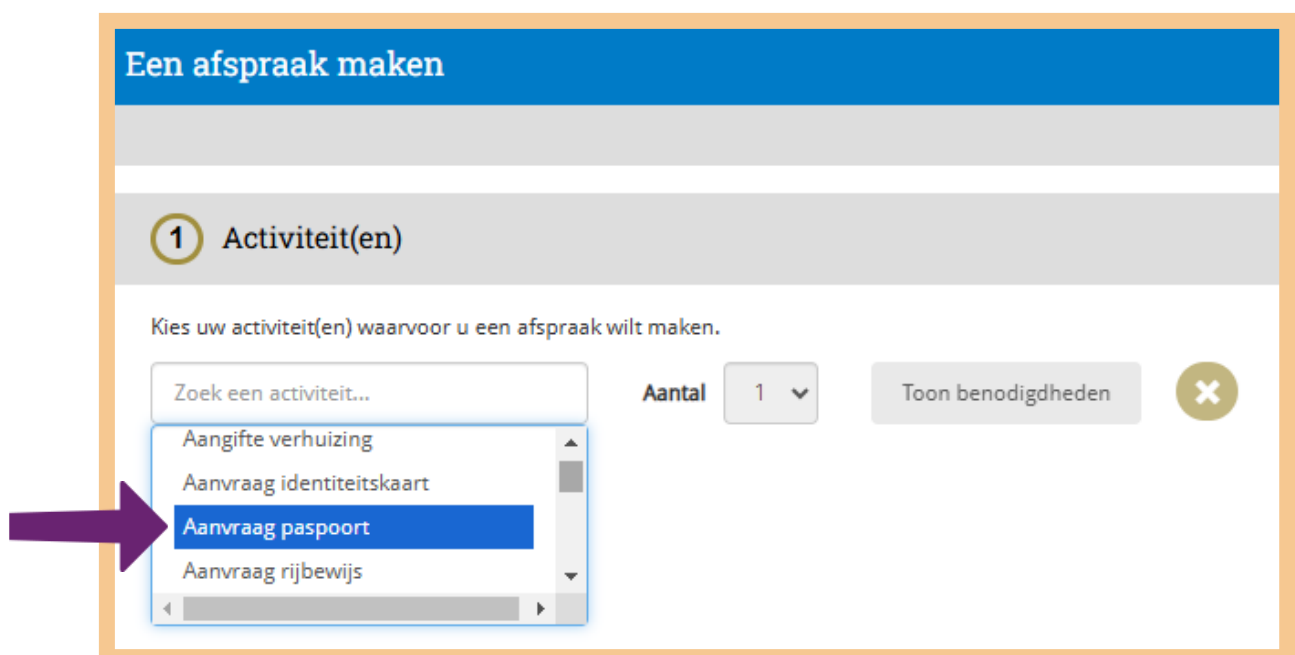 Een afspraak maken
1 Activiteit(en)
Kies uw activiteit(en) waarvoor u een afspraak wilt maken.
Zoek een activiteit... Aantal 1 Toon benodigdheden
Aangifte verhuizing
Aanvraag identiteitskaart
Aanvraag paspoort
Aanvraag rijbewijs